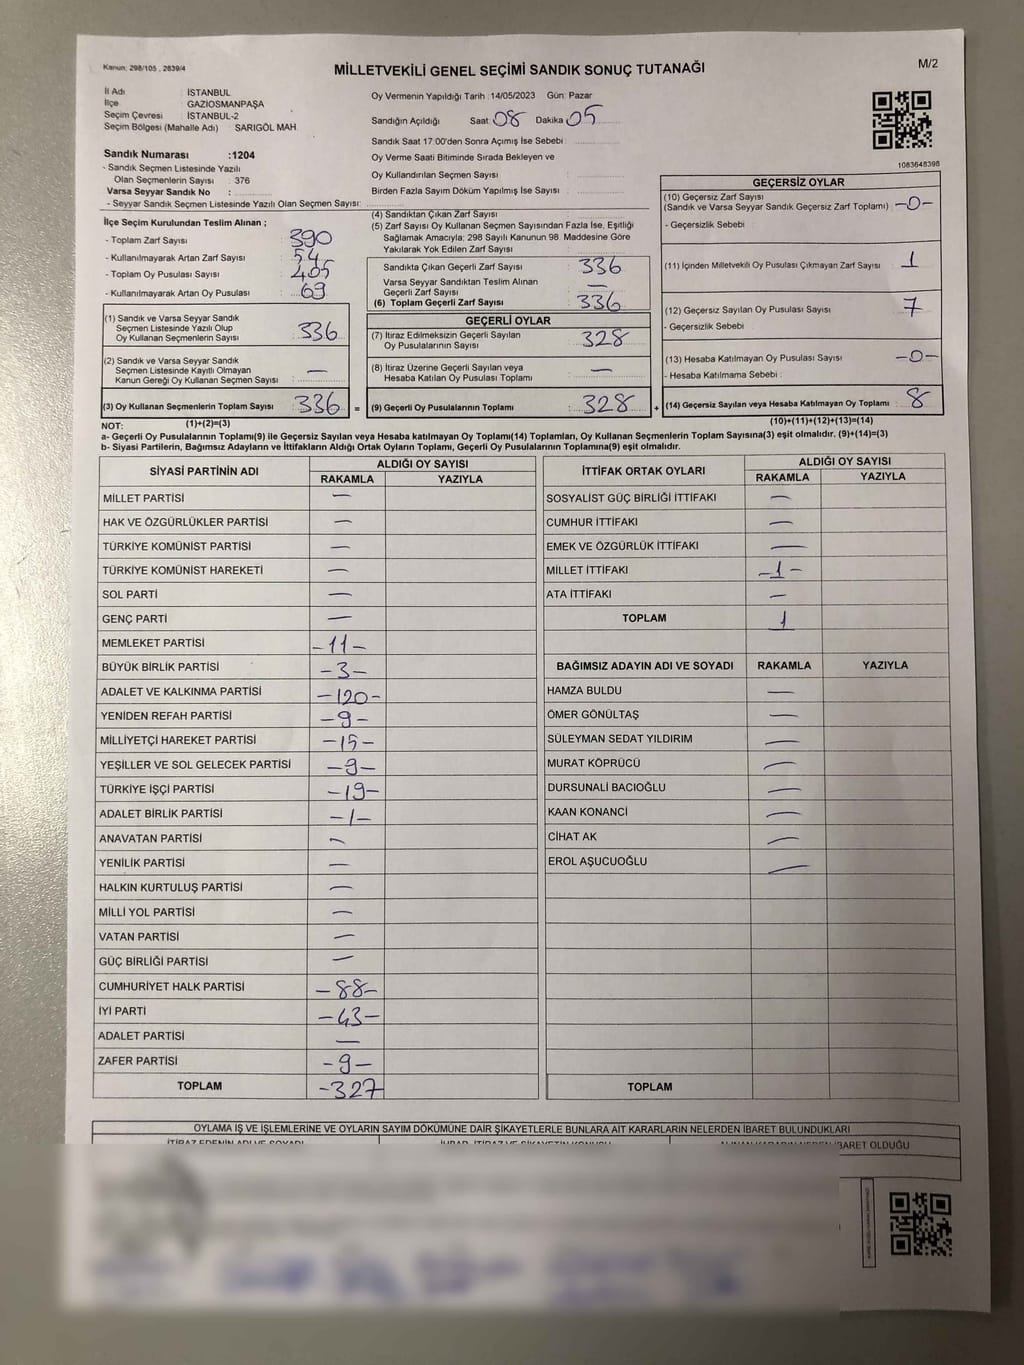 Kanun: 298/105 , 2839/4
MİLLETVEKİLİ GENEL SEÇİMİ SANDIK SONUÇ TUTANAĞI
M/2
İl Adı İSTANBUL
İlçe GAZİOSMANPAŞA
Seçim Çevresi İSTANBUL-2
Seçim Bölgesi (Mahalle Adı) SARIGÖL MAH.
Sandık Numarası :1204
- Sandık Seçmen Listesinde Yazılı
Olan Seçmenlerin Sayısı : 376
Varsa Seyyar Sandık No :
- Seyyar Sandık Seçmen Listesinde Yazılı Olan Seçmen Sayısı:
Oy Vermenin Yapıldığı Tarih :14/05/2023 Gün: Pazar
Sandığın Açıldığı Saat: 08 Dakika 05
Sandık Saat 17:00'den Sonra Açımış İse Sebebi :
Oy Verme Saati Bitiminde Sırada Bekleyen ve
Oy Kullandırılan Seçmen Sayısı :
Birden Fazla Sayım Döküm Yapılmış İse Sayısı :
1083648398
İlçe Seçim Kurulundan Teslim Alınan ;
- Toplam Zarf Sayısı 390
- Kullanılmayarak Artan Zarf Sayısı 54
- Toplam Oy Pusulası Sayısı 405
- Kullanılmayarak Artan Oy Pusulası 69
(1) Sandık ve Varsa Seyyar Sandık
Seçmen Listesinde Yazılı Olup
Oy Kullanan Seçmenlerin Sayısı 336
(2) Sandık ve Varsa Seyyar Sandık
Seçmen Listesinde Kayıtlı Olmayan
Kanun Gereği Oy Kullanan Seçmen Sayısı —
(3) Oy Kullanan Seçmenlerin Toplam Sayısı 336 =
(4) Sandıktan Çıkan Zarf Sayısı :
(5) Zarf Sayısı Oy Kullanan Seçmen Sayısından Fazla İse, Eşitliği
Sağlamak Amacıyla; 298 Sayılı Kanunun 98. Maddesine Göre
Yakılarak Yok Edilen Zarf Sayısı :
Sandıkta Çıkan Geçerli Zarf Sayısı 336
Varsa Seyyar Sandıktan Teslim Alınan
Geçerli Zarf Sayısı —
(6) Toplam Geçerli Zarf Sayısı 336
GEÇERLİ OYLAR
(7) İtiraz Edilmeksizin Geçerli Sayılan
Oy Pusulalarının Sayısı 328
(8) İtiraz Üzerine Geçerli Sayılan veya
Hesaba Katılan Oy Pusulası Toplamı —
(9) Geçerli Oy Pusulalarının Toplamı 328 +
GEÇERSİZ OYLAR
(10) Geçersiz Zarf Sayısı
(Sandık ve Varsa Seyyar Sandık Geçersiz Zarf Toplamı) -0-
- Geçersizlik Sebebi :
(11) İçinden Milletvekili Oy Pusulası Çıkmayan Zarf Sayısı 1
(12) Geçersiz Sayılan Oy Pusulası Sayısı 7
- Geçersizlik Sebebi
(13) Hesaba Katılmayan Oy Pusulası Sayısı -0-
- Hesaba Katılmama Sebebi :
(14) Geçersiz Sayılan veya Hesaba Katılmayan Oy Toplamı 8
NOT: (1)+(2)=(3) (10)+(11)+(12)+(13)=(14)
a- Geçerli Oy Pusulalarının Toplamı(9) ile Geçersiz Sayılan veya Hesaba katılmayan Oy Toplamı(14) Toplamları, Oy Kullanan Seçmenlerin Toplam Sayısına(3) eşit olmalıdır. (9)+(14)=(3)
b- Siyasi Partilerin, Bağımsız Adayların ve İttifakların Aldığı Ortak Oyların Toplamı, Geçerli Oy Pusulalarının Toplamına(9) eşit olmalıdır.
SİYASİ PARTİNİN ADI ALDIĞI OY SAYISI
RAKAMLA YAZIYLA
MİLLET PARTİSİ —
HAK VE ÖZGÜRLÜKLER PARTİSİ —
TÜRKİYE KOMÜNİST PARTİSİ —
TÜRKİYE KOMÜNİST HAREKETİ —
SOL PARTİ —
GENÇ PARTİ —
MEMLEKET PARTİSİ -11-
BÜYÜK BİRLİK PARTİSİ -3-
ADALET VE KALKINMA PARTİSİ -120-
YENİDEN REFAH PARTİSİ -9-
MİLLİYETÇİ HAREKET PARTİSİ -15-
YEŞİLLER VE SOL GELECEK PARTİSİ -9-
TÜRKİYE İŞÇİ PARTİSİ -19-
ADALET BİRLİK PARTİSİ -1-
ANAVATAN PARTİSİ —
YENİLİK PARTİSİ —
HALKIN KURTULUŞ PARTİSİ —
MİLLİ YOL PARTİSİ —
VATAN PARTİSİ —
GÜÇ BİRLİĞİ PARTİSİ —
CUMHURİYET HALK PARTİSİ -88-
İYİ PARTİ -43-
ADALET PARTİSİ —
ZAFER PARTİSİ -9-
TOPLAM -327
İTTİFAK ORTAK OYLARI ALDIĞI OY SAYISI
RAKAMLA YAZIYLA
SOSYALİST GÜÇ BİRLİĞİ İTTİFAKI —
CUMHUR İTTİFAKI —
EMEK VE ÖZGÜRLÜK İTTİFAKI —
MİLLET İTTİFAKI -1-
ATA İTTİFAKI —
TOPLAM 1
BAĞIMSIZ ADAYIN ADI VE SOYADI RAKAMLA YAZIYLA
HAMZA BULDU —
ÖMER GÖNÜLTAŞ —
SÜLEYMAN SEDAT YILDIRIM —
MURAT KÖPRÜCÜ —
DURSUNALİ BACIOĞLU —
KAAN KONANCİ —
CİHAT AK —
EROL AŞUCUOĞLU —
TOPLAM
OYLAMA İŞ VE İŞLEMLERİNE VE OYLARIN SAYIM DÖKÜMÜNE DAİR ŞİKAYETLERLE BUNLARA AİT KARARLARIN NELERDEN İBARET BULUNDUKLARI
İTİRAZ EDENİN ADI VE SOYADI
İBARET OLDUĞU